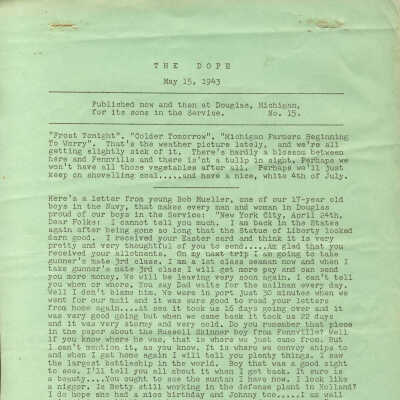 THE DOPE
May 15, 1943
Published now and then at Douglas, Michigan,
for its sons in the Service. No. 15.
"Frost Tonight", "Colder Tomorrow", "Michigan Farmers Beginning
To Worry". That's the weather picture lately, and we're all
getting slightly sick of it. There's hardly a blossom between
here and Fennville and there is'nt a tulip in sight. Perhaps we
won't have all those vegetables after all. Perhaps we'll just
keep on shovelling coal.....and have a nice, white 4th of July.
Here's a letter from young Bob Mueller, one of our 17-year old
boys in the Navy, that makes every man and woman in Douglas
proud of our boys in the Service: "New York City, April 24th,
Dear Folks: I cannot tell you much. I am back in the States
again after being gone so long that the Statue of Liberty looked
darn good. I received your Easter card and think it is very
pretty and very thoughtful of you to send.....Am glad that you
received your allotments. On my next trip I am going to take
gunner's mate 3rd class. I am a 1st class seaman now and when I
take gunner's mate 3rd class I will get more pay and can send
you more money. We will be leaving very soon again. I can't tell
you when or where. You say Dad waits for the mailman every day.
Well I don't blame him. We were in port just 30 minutes when we
went for our mail and it was sure good to read your letters
from home again....at sea it took us 16 days going over and it
was very good going but when we came back it took us 22 days
and it was very stormy and very cold. Do you remember that piece
in the paper about the Russell Skinner boy from Fennville? Well
if you know where he was, that is where we just came from. But
I can't mention it, as you know. It is where we convoy ships to
and when I get home again I will tell you plenty things. I saw
the largest battleship in the world. Boy that was a good sight
to see. I'll tell you all about it when I get back. It sure is
a beauty....You ought to see the suntan I have now. I look like
a nigger. Is Betty still working in the defense plant in Holland?
I do hope she had a nice birthday and Johnny too.....I am well